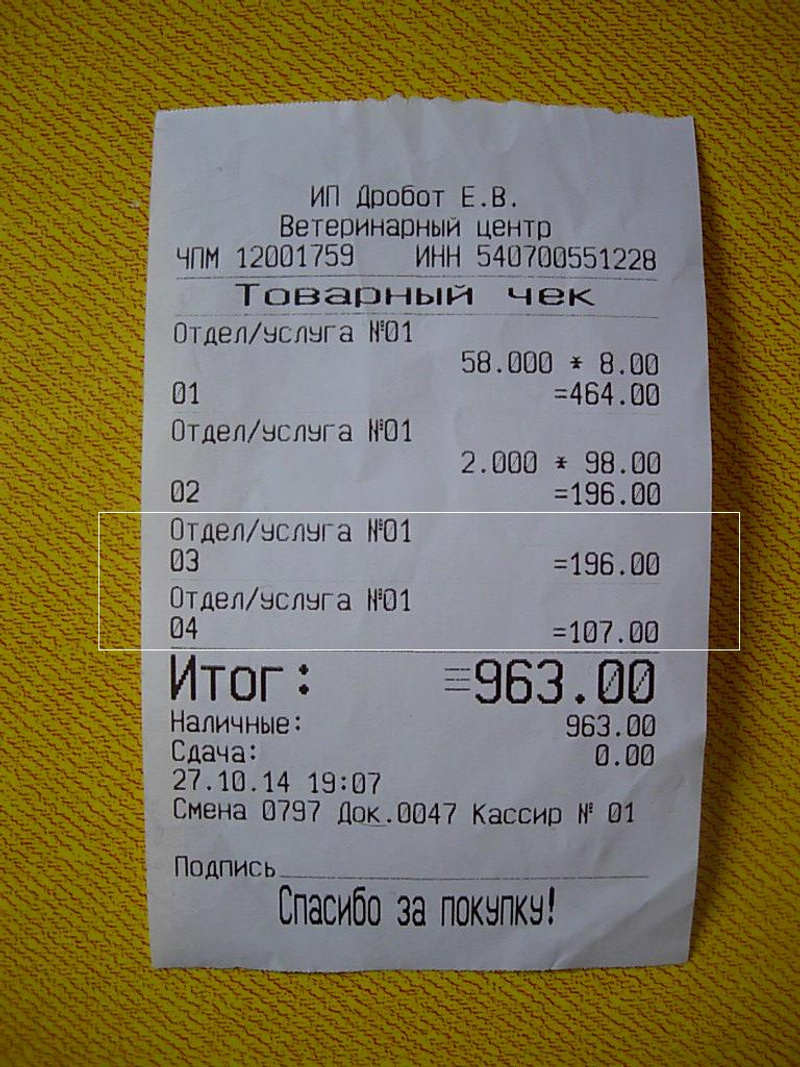 ИП Дробот Е.В.
Ветеринарный центр
ЧПМ 12001759 ИНН 540700551228
Товарный чек
Отдел/услуга №01
58.000 * 8.00
01 =464.00
Отдел/услуга №01
2.000 * 98.00
02 =196.00
Отдел/услуга №01
03 =196.00
Отдел/услуга №01
04 =107.00
Итог: =963.00
Наличные: 963.00
Сдача: 0.00
27.10.14 19:07
Смена 0797 Док.0047 Кассир № 01
Подпись
Спасибо за покупку!